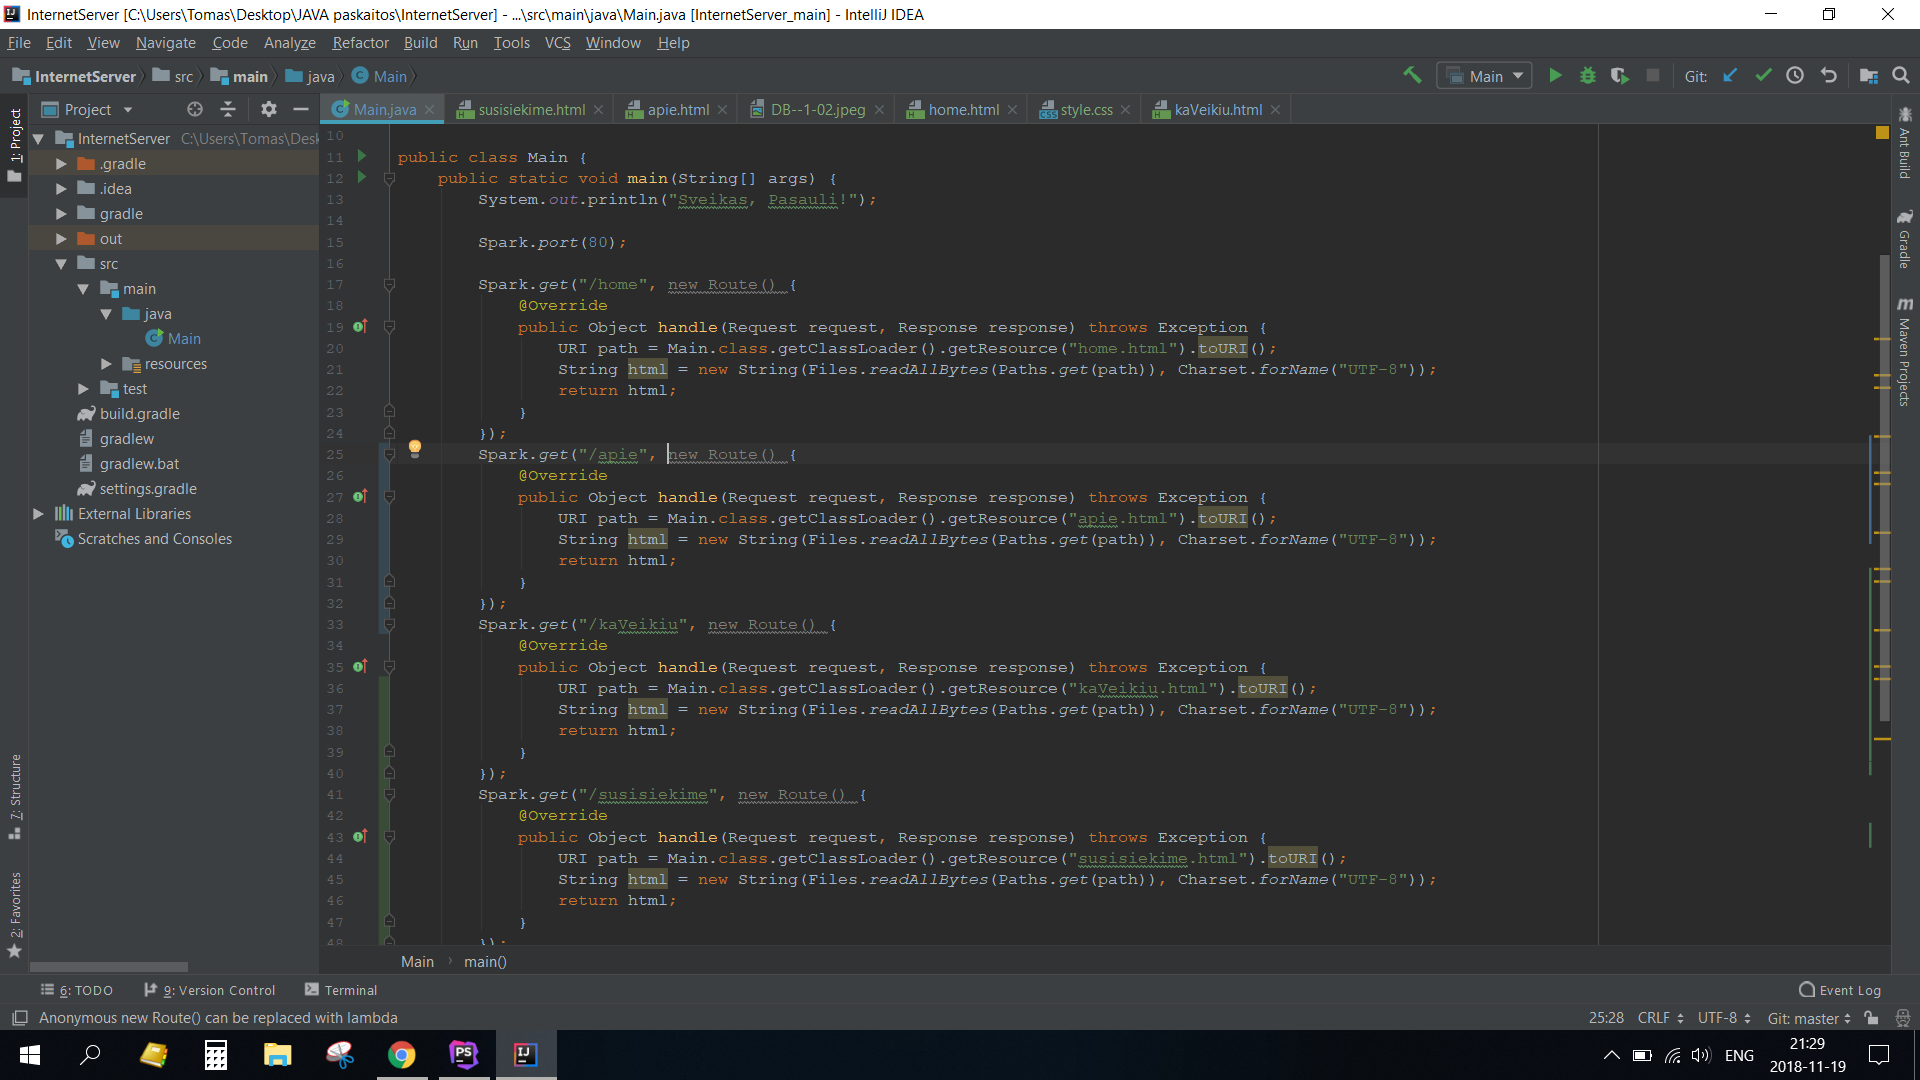 InternetServer [C:\Users\Tomas\Desktop\JAVA paskaitos\InternetServer] - ...\src\main\java\Main.java [InternetServer_main] - IntelliJ IDEA
File Edit View Navigate Code Analyze Refactor Build Run Tools VCS Window Help
InternetServer src main java Main Main Git:
Project Main.java susisiekime.html apie.html DB--1-02.jpeg home.html style.css kaVeikiu.html
1: Project
7: Structure
2: Favorites
InternetServer C:\Users\Tomas\Desk
.gradle
.idea
gradle
out
src
main
java
Main
resources
test
build.gradle
gradlew
gradlew.bat
settings.gradle
External Libraries
Scratches and Consoles
10
11 public class Main {
12 public static void main(String[] args) {
13 System.out.println("Sveikas, Pasauli!");
14
15 Spark.port(80);
16
17 Spark.get("/home", new Route() {
18 @Override
19 public Object handle(Request request, Response response) throws Exception {
20 URI path = Main.class.getClassLoader().getResource("home.html").toURI();
21 String html = new String(Files.readAllBytes(Paths.get(path)), Charset.forName("UTF-8"));
22 return html;
23 }
24 });
25 Spark.get("/apie", new Route() {
26 @Override
27 public Object handle(Request request, Response response) throws Exception {
28 URI path = Main.class.getClassLoader().getResource("apie.html").toURI();
29 String html = new String(Files.readAllBytes(Paths.get(path)), Charset.forName("UTF-8"));
30 return html;
31 }
32 });
33 Spark.get("/kaVeikiu", new Route() {
34 @Override
35 public Object handle(Request request, Response response) throws Exception {
36 URI path = Main.class.getClassLoader().getResource("kaVeikiu.html").toURI();
37 String html = new String(Files.readAllBytes(Paths.get(path)), Charset.forName("UTF-8"));
38 return html;
39 }
40 });
41 Spark.get("/susisiekime", new Route() {
42 @Override
43 public Object handle(Request request, Response response) throws Exception {
44 URI path = Main.class.getClassLoader().getResource("susisiekime.html").toURI();
45 String html = new String(Files.readAllBytes(Paths.get(path)), Charset.forName("UTF-8"));
46 return html;
47 }
48 });
Ant Build
Gradle
Maven Projects
Main main()
6: TODO 9: Version Control Terminal Event Log
Anonymous new Route() can be replaced with lambda 25:28 CRLF UTF-8 Git: master
ENG 21:29
2018-11-19